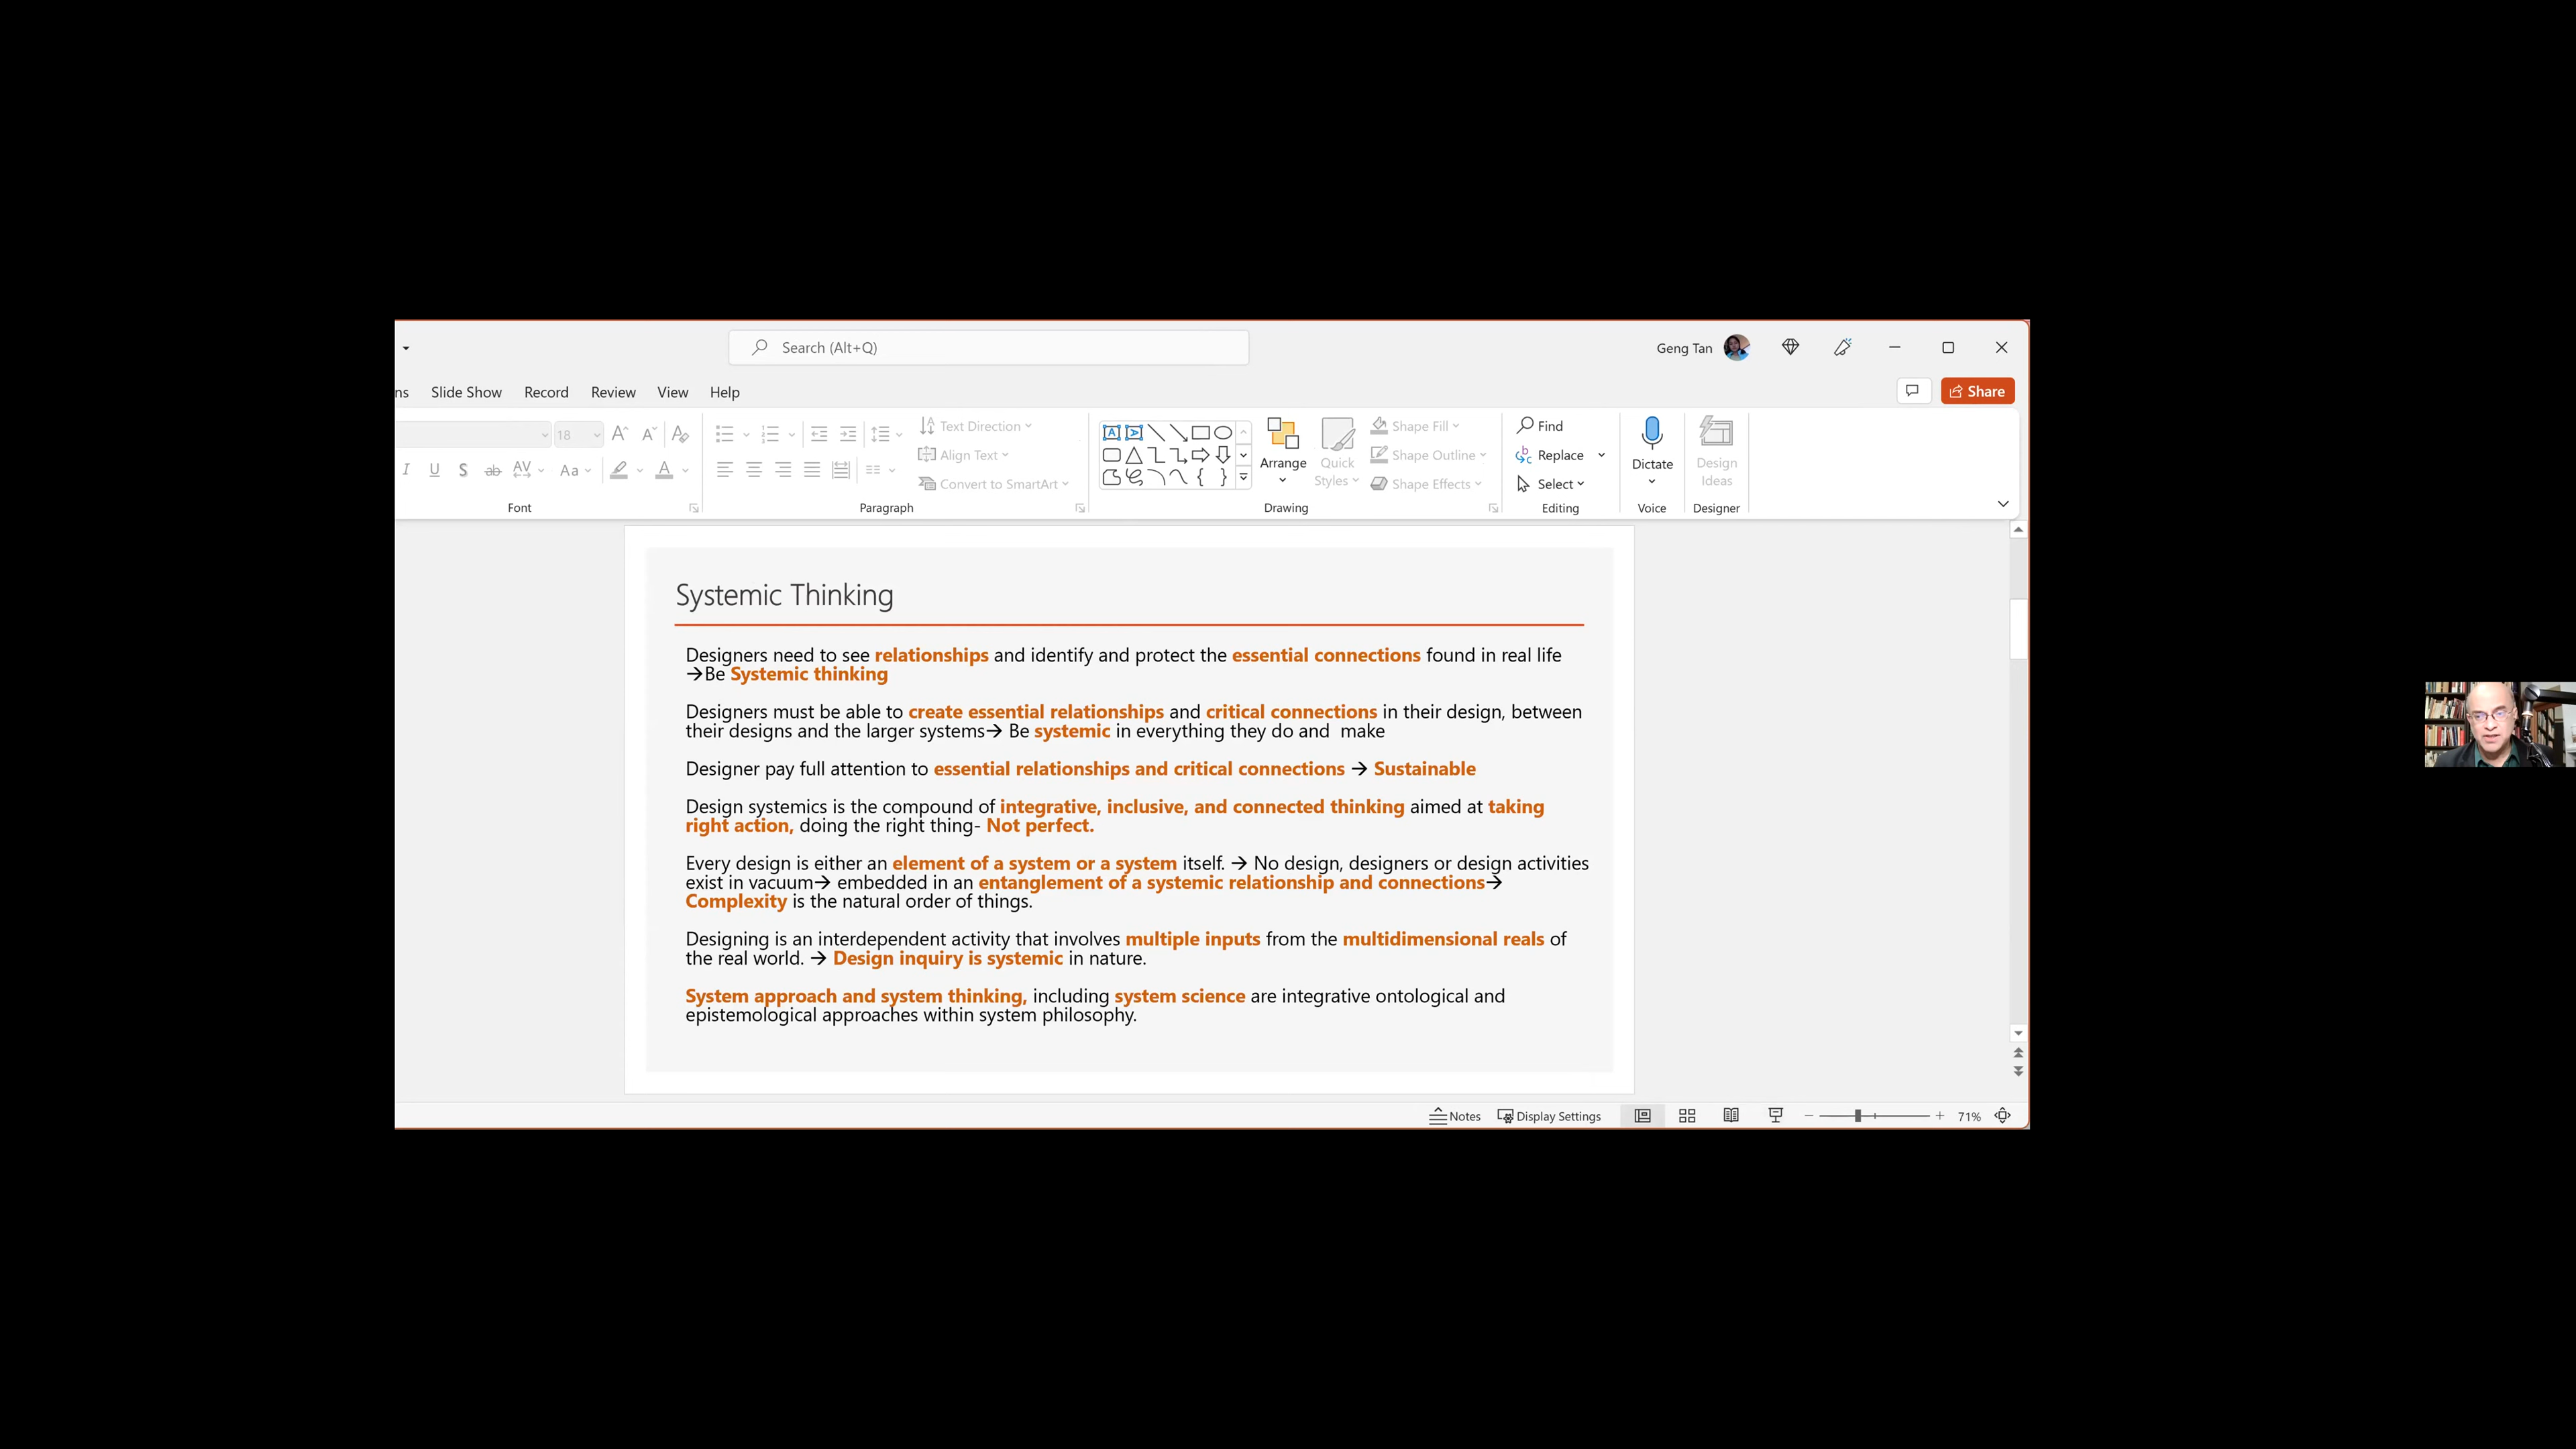 Search (Alt+Q)
Geng Tan
ns Slide Show Record Review View Help
Share
18
Text Direction
Align Text
Convert to SmartArt
Arrange
Quick
Styles
Shape Fill
Shape Outline
Shape Effects
Find
Replace
Select
Dictate
Design
Ideas
Font
Paragraph
Drawing
Editing
Voice
Designer
Systemic Thinking
Designers need to see relationships and identify and protect the essential connections found in real life
→Be Systemic thinking
Designers must be able to create essential relationships and critical connections in their design, between
their designs and the larger systems→ Be systemic in everything they do and  make
Designer pay full attention to essential relationships and critical connections → Sustainable
Design systemics is the compound of integrative, inclusive, and connected thinking aimed at taking
right action, doing the right thing- Not perfect.
Every design is either an element of a system or a system itself. → No design, designers or design activities
exist in vacuum→ embedded in an entanglement of a systemic relationship and connections→
Complexity is the natural order of things.
Designing is an interdependent activity that involves multiple inputs from the multidimensional reals of
the real world. → Design inquiry is systemic in nature.
System approach and system thinking, including system science are integrative ontological and
epistemological approaches within system philosophy.
Notes Display Settings 71%